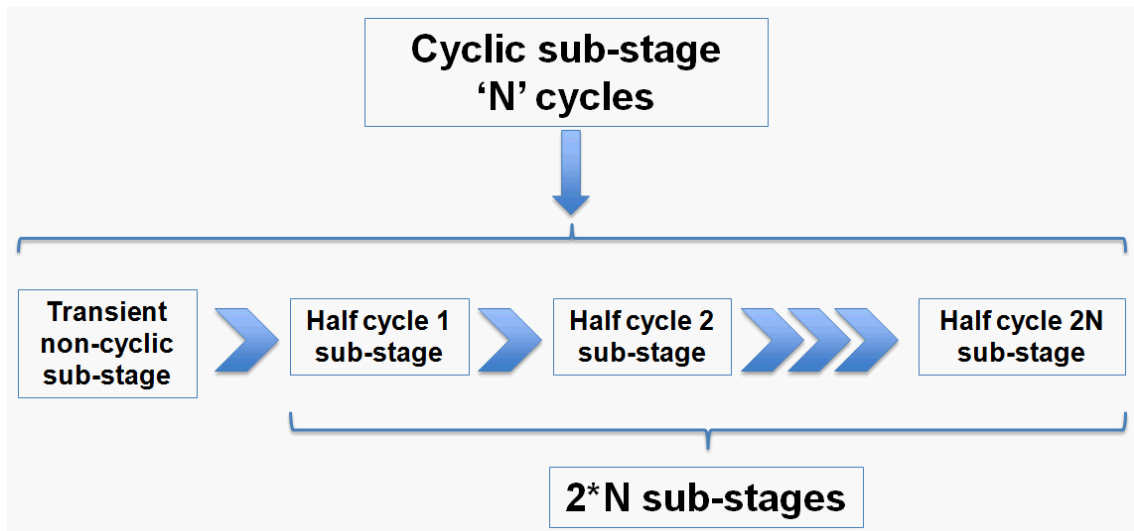 Cyclic sub-stage
‘N’ cycles
Transient
non-cyclic
sub-stage
Half cycle 1
sub-stage
Half cycle 2
sub-stage
Half cycle 2N
sub-stage
2*N sub-stages